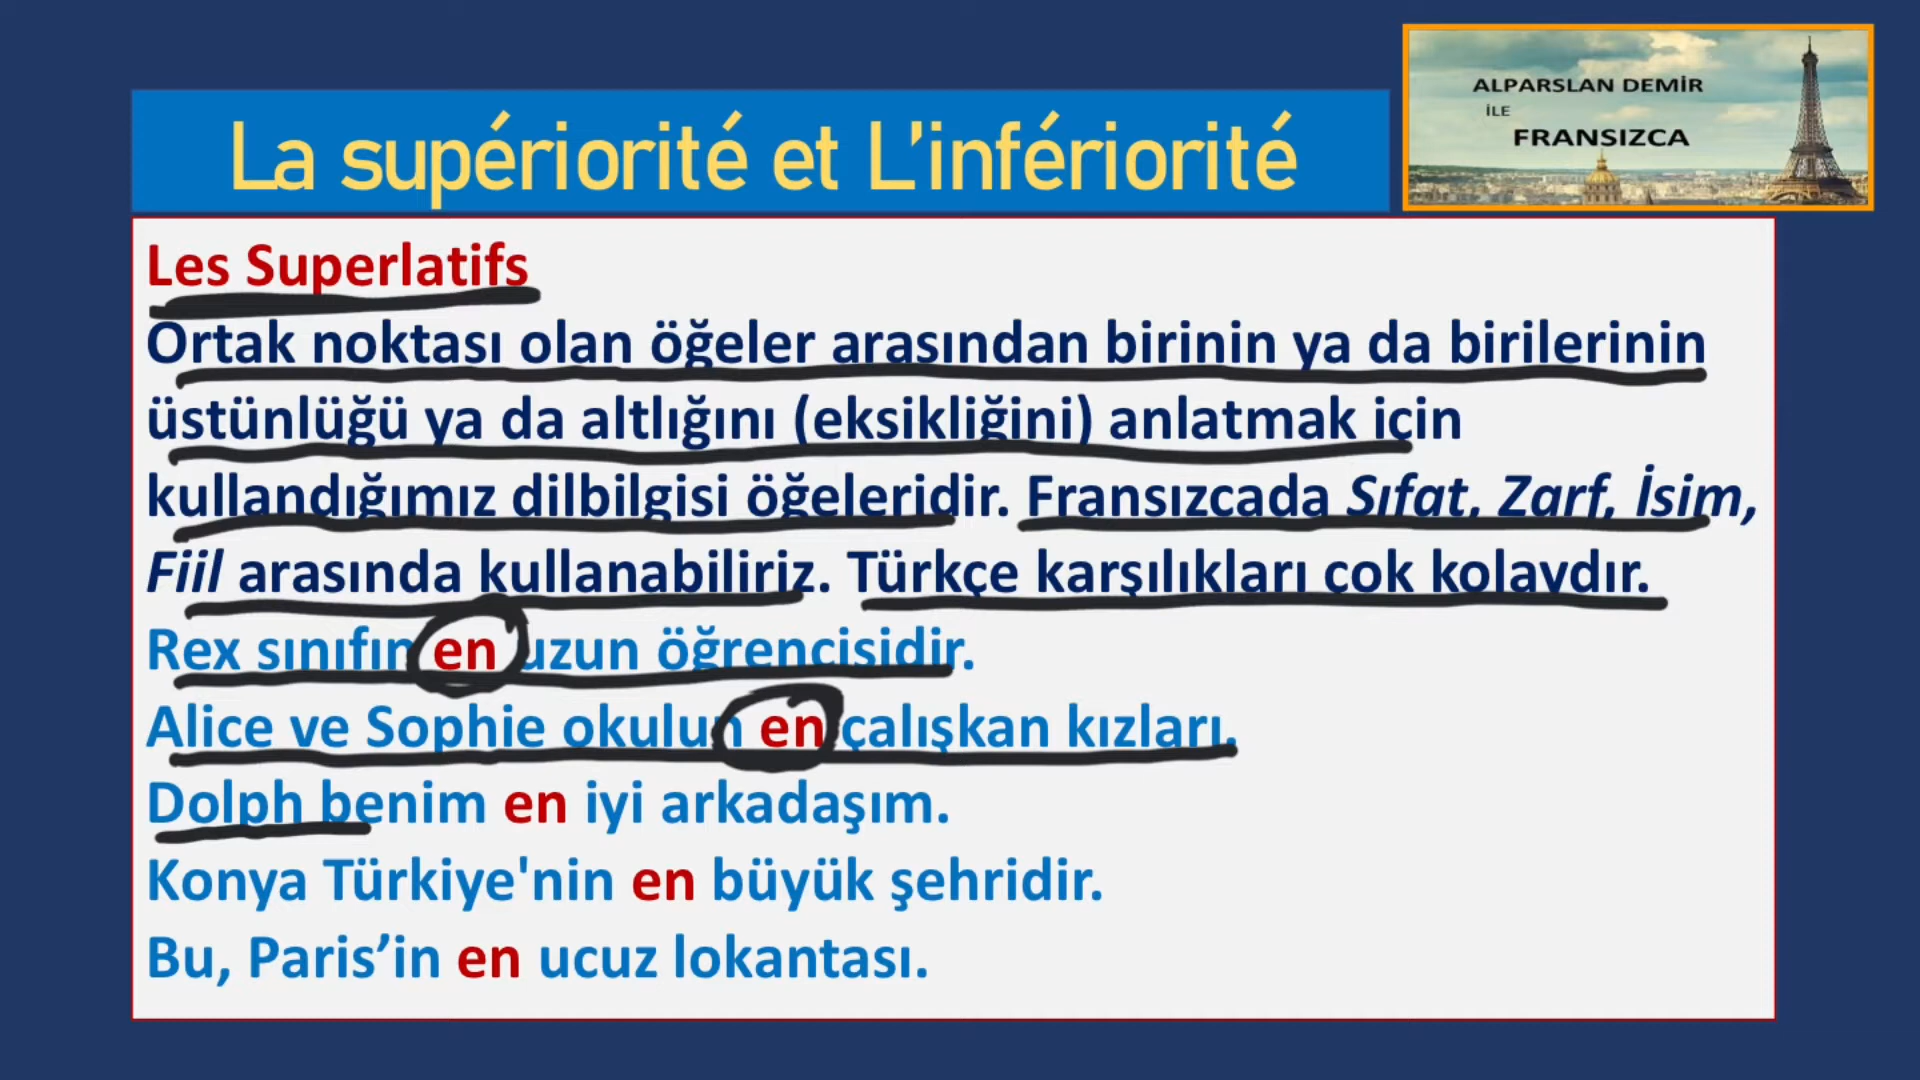 ALPARSLAN DEMİR
İLE
FRANSIZCA
La supériorité et L'infériorité
Les Superlatifs
Ortak noktası olan öğeler arasından birinin ya da birilerinin
üstünlüğü ya da altlığını (eksikliğini) anlatmak için
kullandığımız dilbilgisi öğeleridir. Fransızcada Sıfat, Zarf, İsim,
Fiil arasında kullanabiliriz. Türkçe karşılıkları çok kolaydır.
Rex sınıfın en uzun öğrencisidir.
Alice ve Sophie okulun en çalışkan kızları.
Dolph benim en iyi arkadaşım.
Konya Türkiye'nin en büyük şehridir.
Bu, Paris’in en ucuz lokantası.